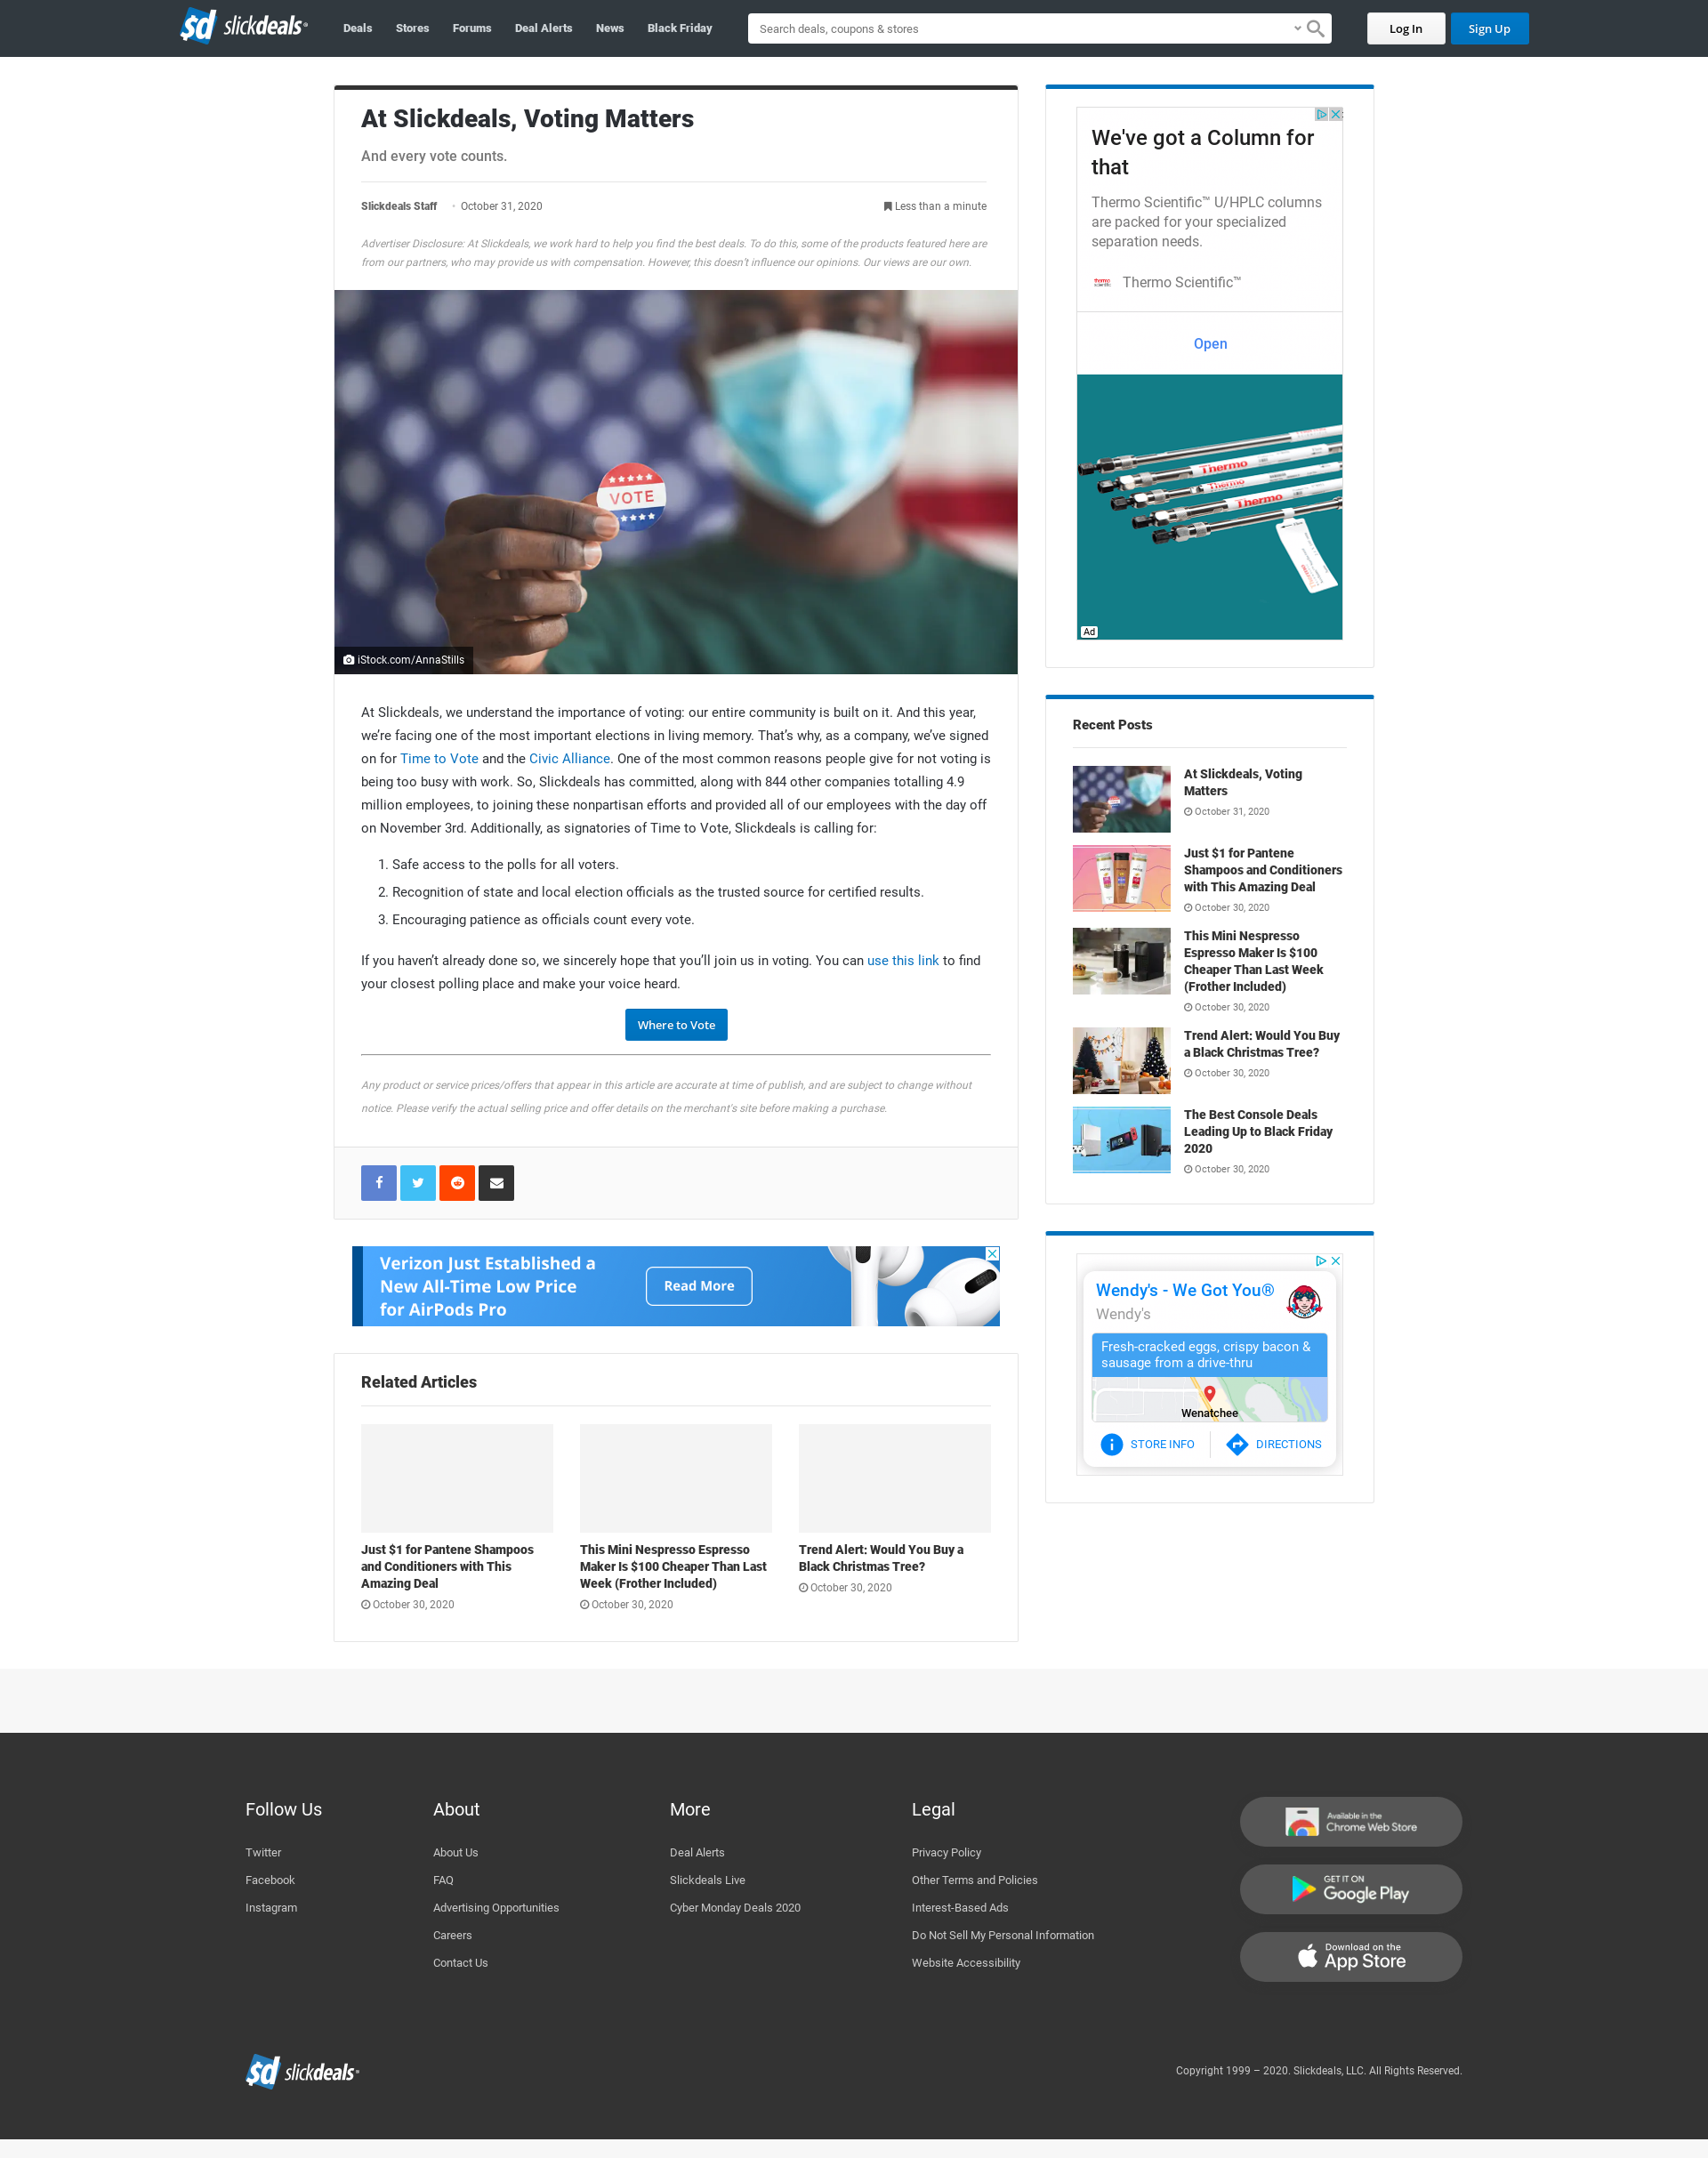 $d slickdeals®
Deals Stores Forums Deal Alerts News Black Friday
Search deals, coupons & stores
Log In
Sign Up
At Slickdeals, Voting Matters
And every vote counts.
Slickdeals Staff • October 31, 2020
Less than a minute
Advertiser Disclosure: At Slickdeals, we work hard to help you find the best deals. To do this, some of the products featured here are
from our partners, who may provide us with compensation. However, this doesn't influence our opinions. Our views are our own.
VOTE
iStock.com/AnnaStills
At Slickdeals, we understand the importance of voting: our entire community is built on it. And this year,
we’re facing one of the most important elections in living memory. That’s why, as a company, we’ve signed
on for Time to Vote and the Civic Alliance. One of the most common reasons people give for not voting is
being too busy with work. So, Slickdeals has committed, along with 844 other companies totalling 4.9
million employees, to joining these nonpartisan efforts and provided all of our employees with the day off
on November 3rd. Additionally, as signatories of Time to Vote, Slickdeals is calling for:
1. Safe access to the polls for all voters.
2. Recognition of state and local election officials as the trusted source for certified results.
3. Encouraging patience as officials count every vote.
If you haven’t already done so, we sincerely hope that you’ll join us in voting. You can use this link to find
your closest polling place and make your voice heard.
Where to Vote
Any product or service prices/offers that appear in this article are accurate at time of publish, and are subject to change without
notice. Please verify the actual selling price and offer details on the merchant’s site before making a purchase.
Verizon Just Established a
New All-Time Low Price
for AirPods Pro
Read More
Related Articles
Just $1 for Pantene Shampoos
and Conditioners with This
Amazing Deal
October 30, 2020
This Mini Nespresso Espresso
Maker Is $100 Cheaper Than Last
Week (Frother Included)
October 30, 2020
Trend Alert: Would You Buy a
Black Christmas Tree?
October 30, 2020
We've got a Column for
that
Thermo Scientific™ U/HPLC columns
are packed for your specialized
separation needs.
thermo
scientific
Thermo Scientific™
Open
Thermo
Thermo
Thermo
Ad
Recent Posts
At Slickdeals, Voting
Matters
October 31, 2020
Just $1 for Pantene
Shampoos and Conditioners
with This Amazing Deal
October 30, 2020
This Mini Nespresso
Espresso Maker Is $100
Cheaper Than Last Week
(Frother Included)
October 30, 2020
Trend Alert: Would You Buy
a Black Christmas Tree?
October 30, 2020
The Best Console Deals
Leading Up to Black Friday
2020
October 30, 2020
Wendy's - We Got You®
Wendy's
Fresh-cracked eggs, crispy bacon &
sausage from a drive-thru
Wenatchee
STORE INFO
DIRECTIONS
Follow Us
Twitter
Facebook
Instagram
About
About Us
FAQ
Advertising Opportunities
Careers
Contact Us
More
Deal Alerts
Slickdeals Live
Cyber Monday Deals 2020
Legal
Privacy Policy
Other Terms and Policies
Interest-Based Ads
Do Not Sell My Personal Information
Website Accessibility
Available in the
Chrome Web Store
GET IT ON
Google Play
Download on the
App Store
$d slickdeals®
Copyright 1999 – 2020. Slickdeals, LLC. All Rights Reserved.